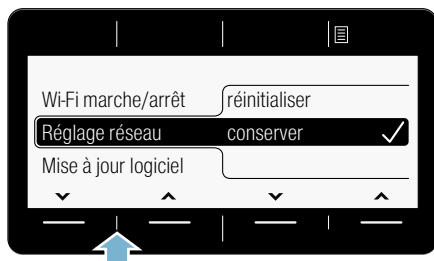 Wi-Fi marche/arrêt réinitialiser
Réglage réseau conserver
Mise à jour logiciel